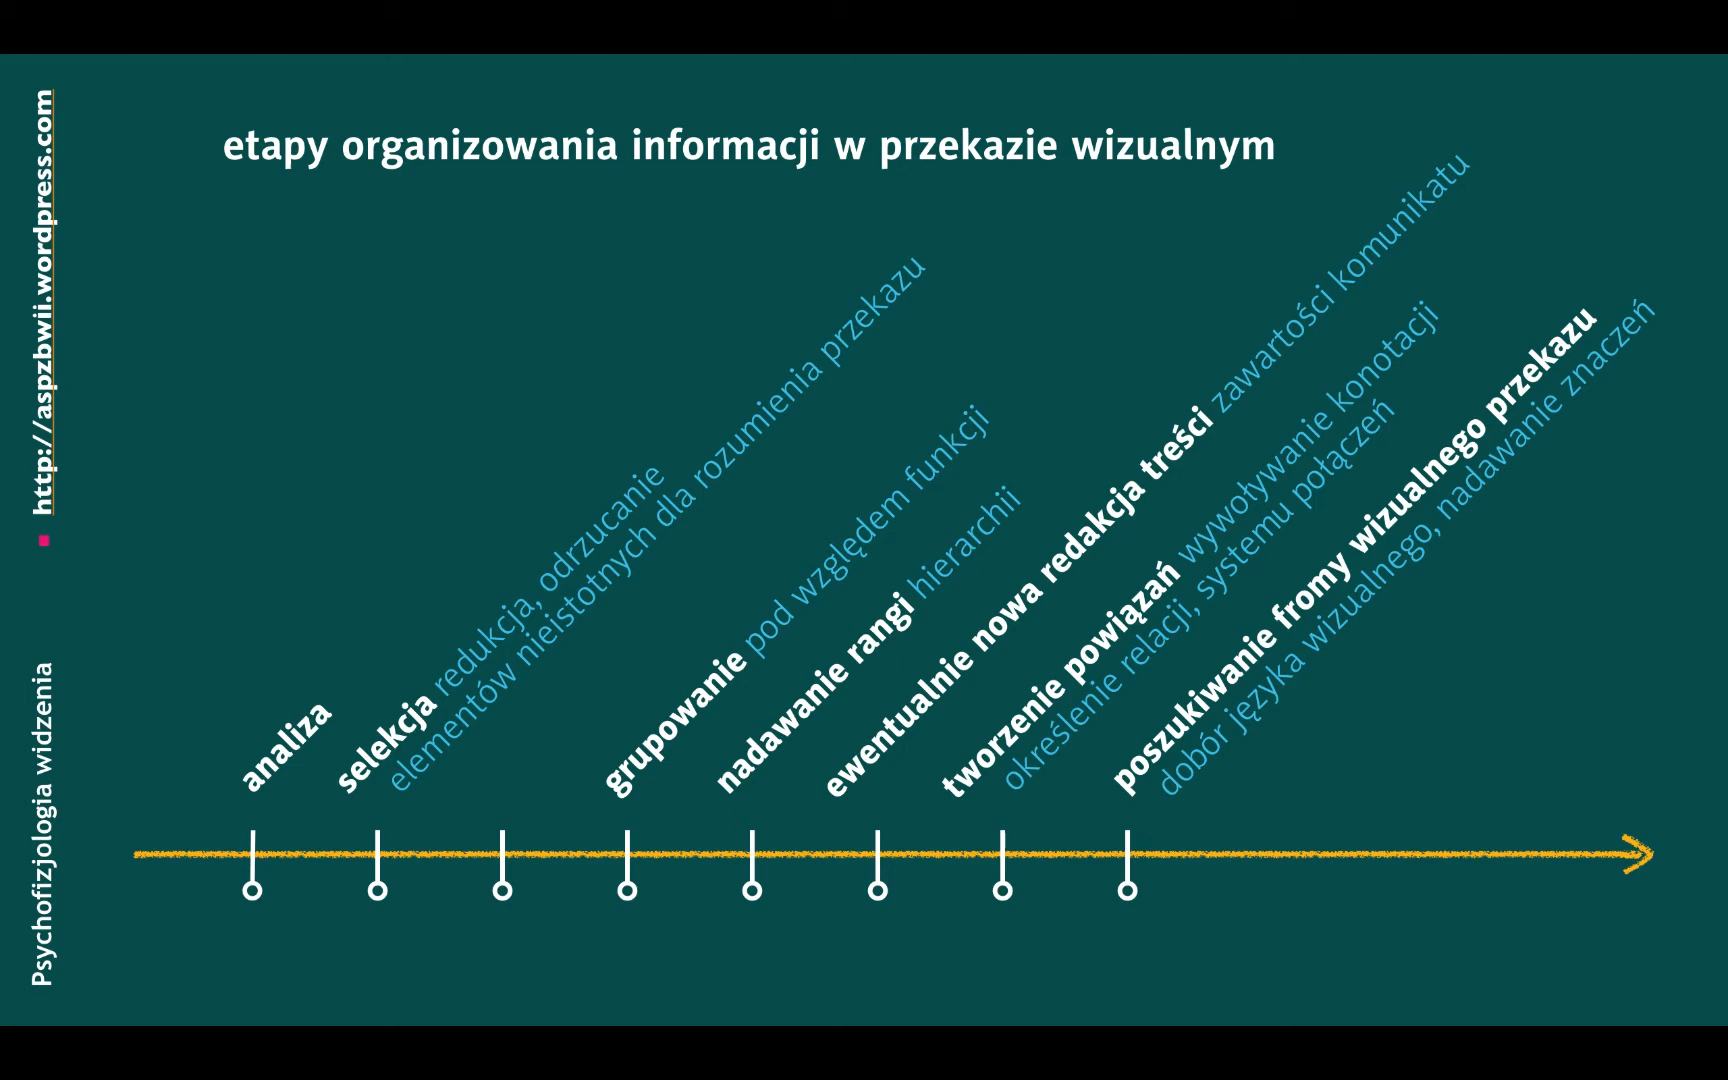 etapy organizowania informacji w przekazie wizualnym
analiza
selekcja redukcja, odrzucanie
elementów nieistotnych dla rozumienia przekazu
grupowanie pod względem funkcji
nadawanie rangi hierarchii
ewentualnie nowa redakcja treści zawartości komunikatu
tworzenie powiązań wywoływanie konotacji
określenie relacji, systemu połączeń
poszukiwanie fromy wizualnego przekazu
dobór języka wizualnego, nadawanie znaczeń
Psychofizjologia widzenia
http://aspzbwii.wordpress.com